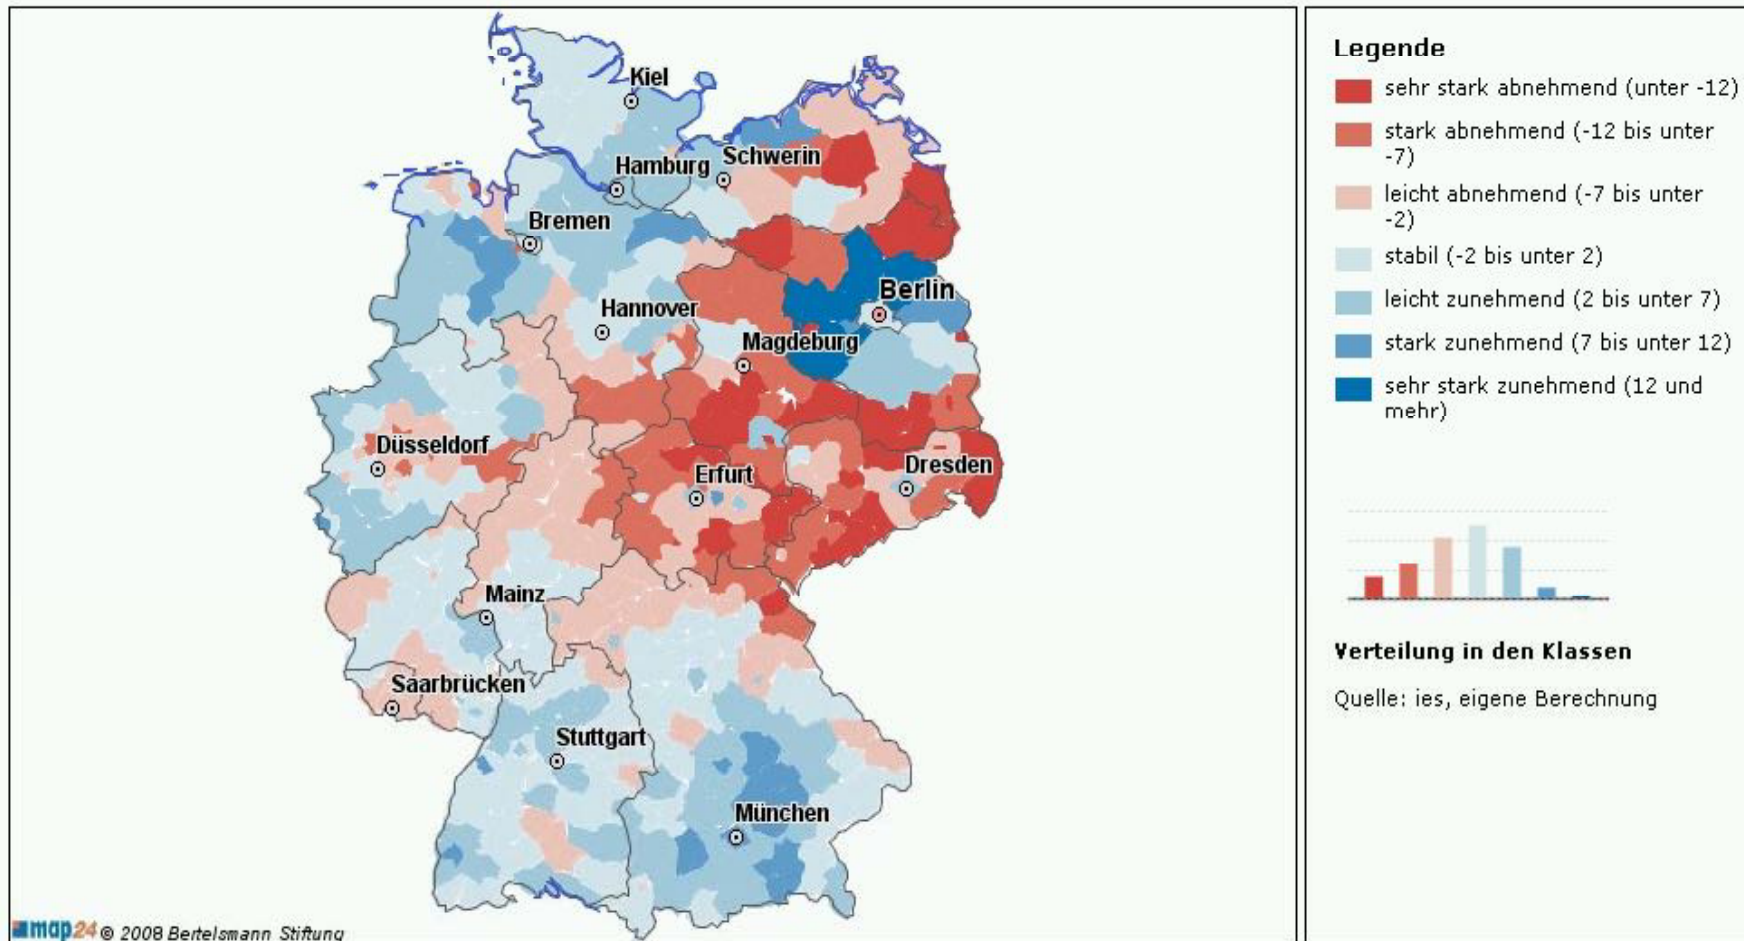 Kiel
Hamburg
Schwerin
Bremen
Berlin
Hannover
Magdeburg
Düsseldorf
Erfurt
Dresden
Mainz
Saarbrücken
Stuttgart
München
map24 © 2008 Bertelsmann Stiftung
Legende
sehr stark abnehmend (unter -12)
stark abnehmend (-12 bis unter
-7)
leicht abnehmend (-7 bis unter
-2)
stabil (-2 bis unter 2)
leicht zunehmend (2 bis unter 7)
stark zunehmend (7 bis unter 12)
sehr stark zunehmend (12 und
mehr)
Verteilung in den Klassen
Quelle: ies, eigene Berechnung